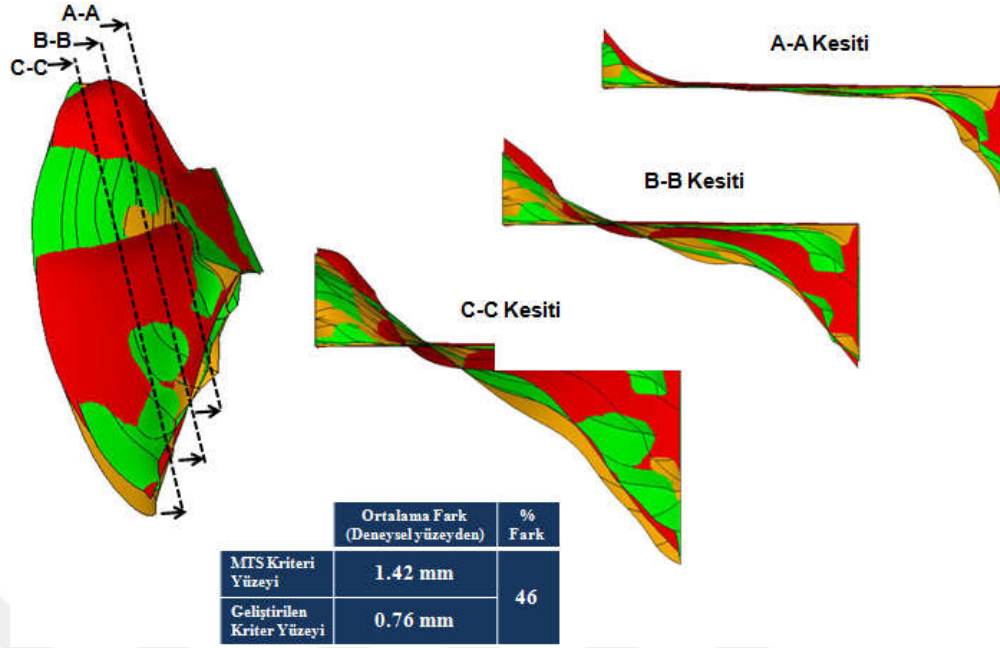 A-A
B-B
C-C
A-A Kesiti
B-B Kesiti
C-C Kesiti
Ortalama Fark
(Deneysel yüzeyden)
%
Fark
MTS Kriteri
Yüzeyi
1.42 mm
46
Geliştirilen
Kriter Yüzeyi
0.76 mm